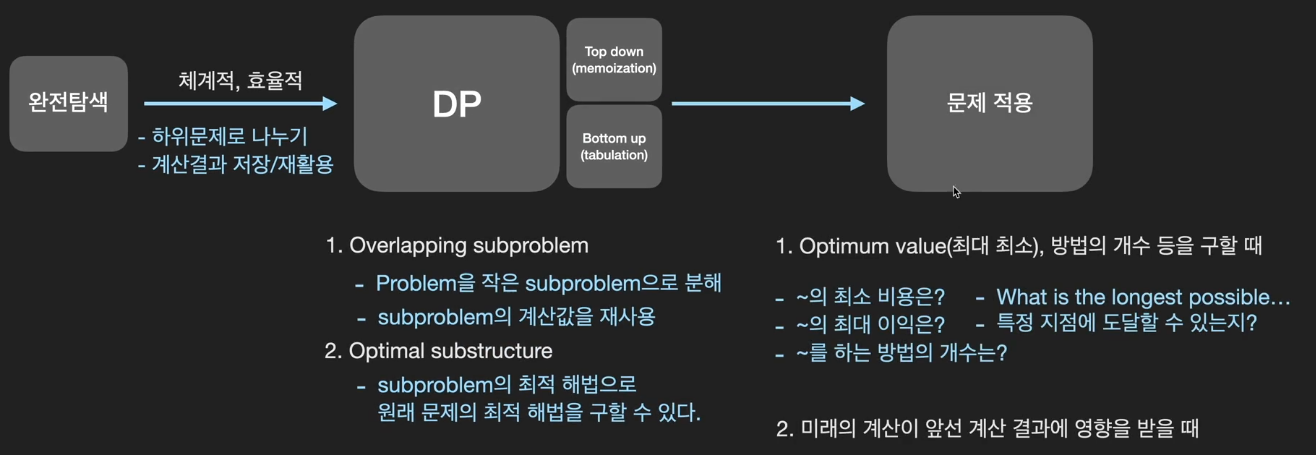 완전탐색
체계적, 효율적
- 하위문제로 나누기
- 계산결과 저장/재활용
DP
Top down
(memoization)
Bottom up
(tabulation)
문제 적용
1. Overlapping subproblem
- Problem을 작은 subproblem으로 분해
- subproblem의 계산값을 재사용
2. Optimal substructure
- subproblem의 최적 해법으로
원래 문제의 최적 해법을 구할 수 있다.
1. Optimum value(최대 최소), 방법의 개수 등을 구할 때
- ~의 최소 비용은?
- ~의 최대 이익은?
- ~를 하는 방법의 개수는?
- What is the longest possible...
- 특정 지점에 도달할 수 있는지?
2. 미래의 계산이 앞선 계산 결과에 영향을 받을 때